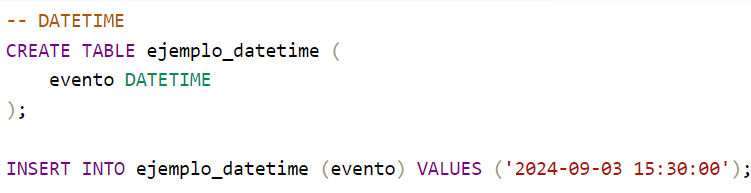 -- DATETIME
CREATE TABLE ejemplo_datetime (
    evento DATETIME
);
INSERT INTO ejemplo_datetime (evento) VALUES ('2024-09-03 15:30:00');